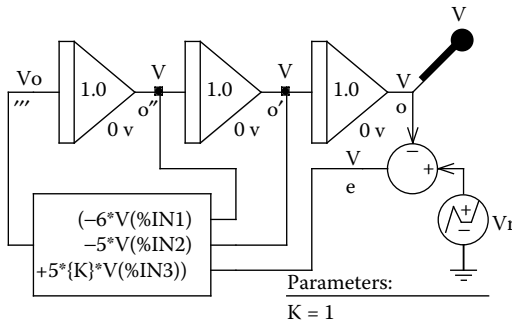 V
Vo
‴
1.0
0 v
V
o″
1.0
0 v
V
o′
1.0
0 v
V
o
−
+
V
e
(−6*V(%IN1)
−5*V(%IN2)
+5*{K}*V(%IN3))
+
−
Vr
Parameters:
K = 1